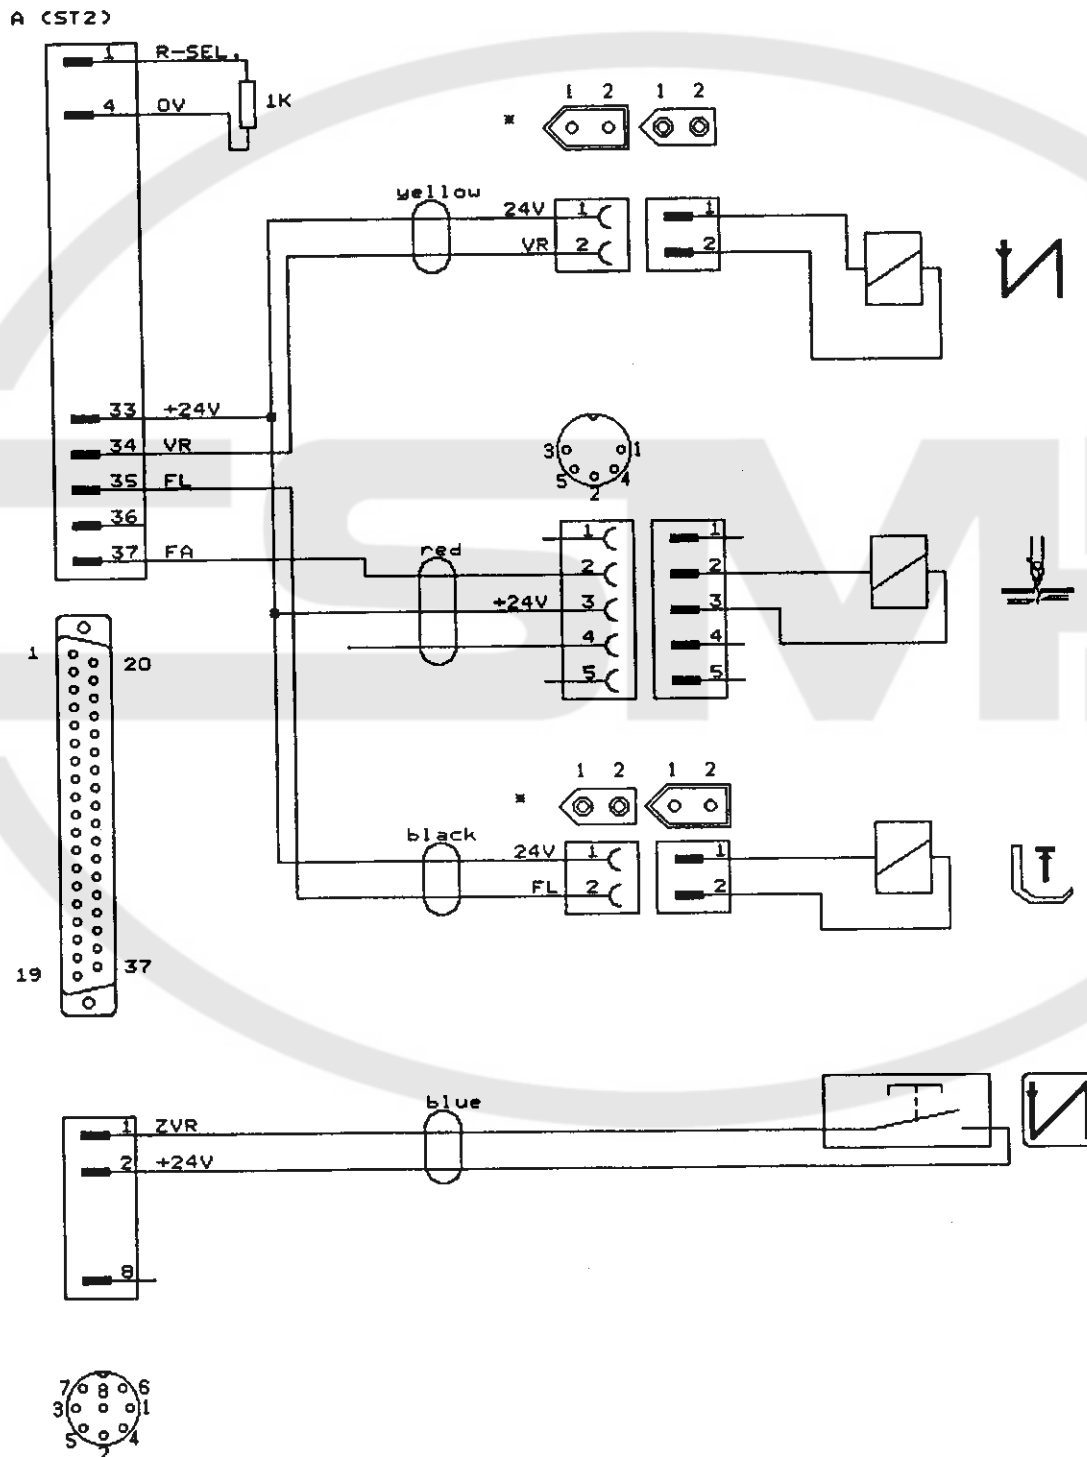 A (ST2)
1 R-SEL.
4 0V
1K
1 2 1 2
*
yellow
24V 1 1
VR 2 2
33 +24V
34 VR
35 FL
36
37 FA
3 1
5 4
2
red
1 1
2 2
+24V 3 3
4 4
5 5
1 20
19 37
1 2 1 2
*
black
24V 1 1
FL 2 2
blue
1 ZVR
2 +24V
8
7 8 6
3 1
5 4
2